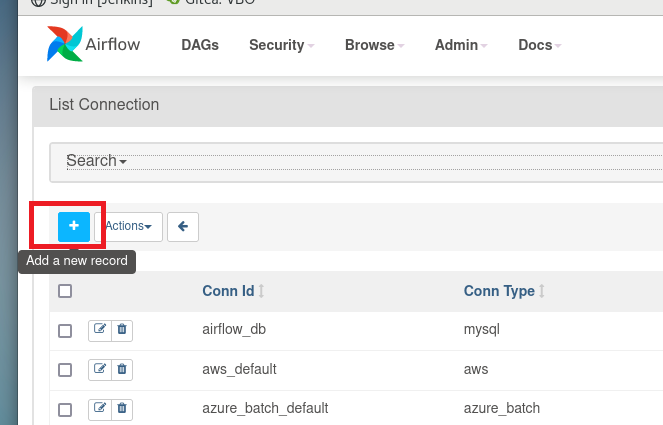 Sign in [Jenkins] Gitea: VBO
Airflow DAGs Security Browse Admin Docs
List Connection
Search
+ Actions
Add a new record
Conn Id Conn Type
airflow_db mysql
aws_default aws
azure_batch_default azure_batch